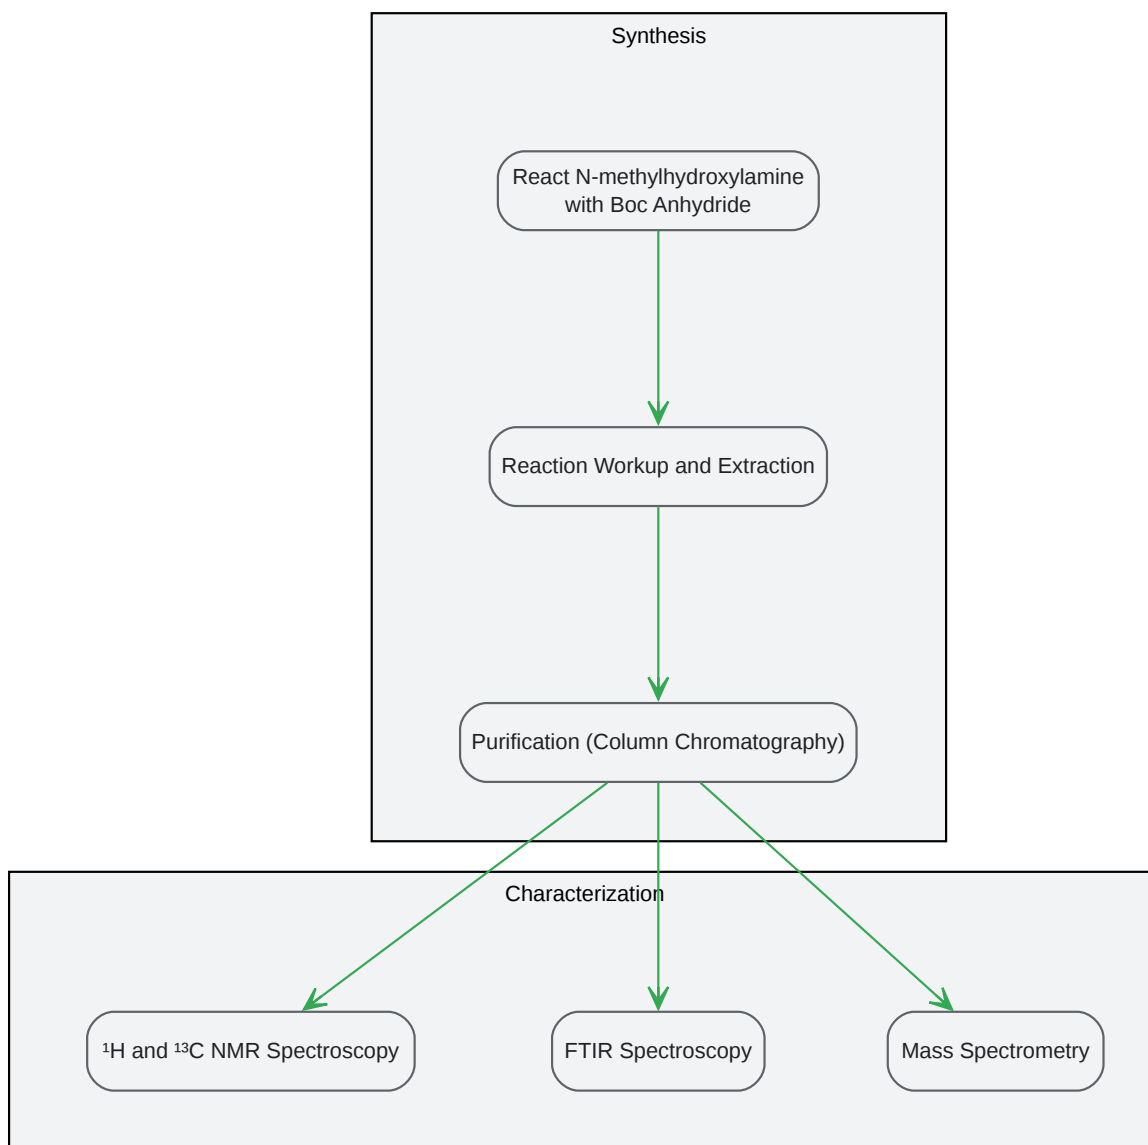 Synthesis
React N-methylhydroxylamine
with Boc Anhydride
Reaction Workup and Extraction
Purification (Column Chromatography)
Characterization
¹H and ¹³C NMR Spectroscopy
FTIR Spectroscopy
Mass Spectrometry